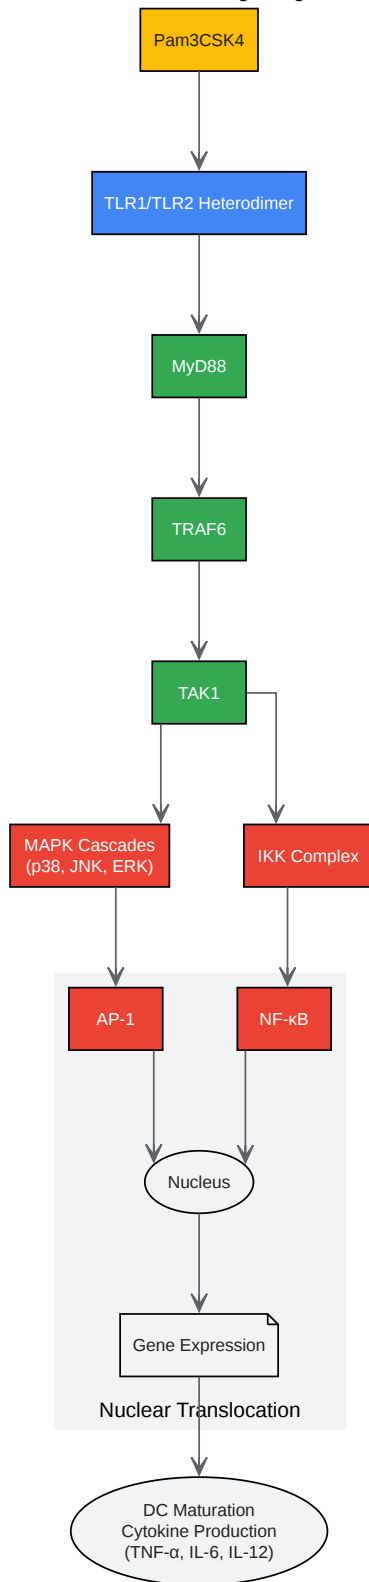 Pam3CSK4
TLR1/TLR2 Heterodimer
MyD88
TRAF6
TAK1
MAPK Cascades
(p38, JNK, ERK)
IKK Complex
AP-1
NF-κB
Nucleus
Gene Expression
Nuclear Translocation
DC Maturation
Cytokine Production
(TNF-α, IL-6, IL-12)